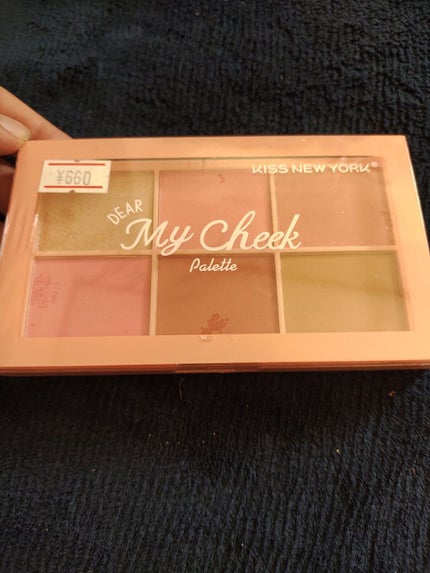 KISS NEW YORK®
¥660
DEAR
My Cheek
Palette